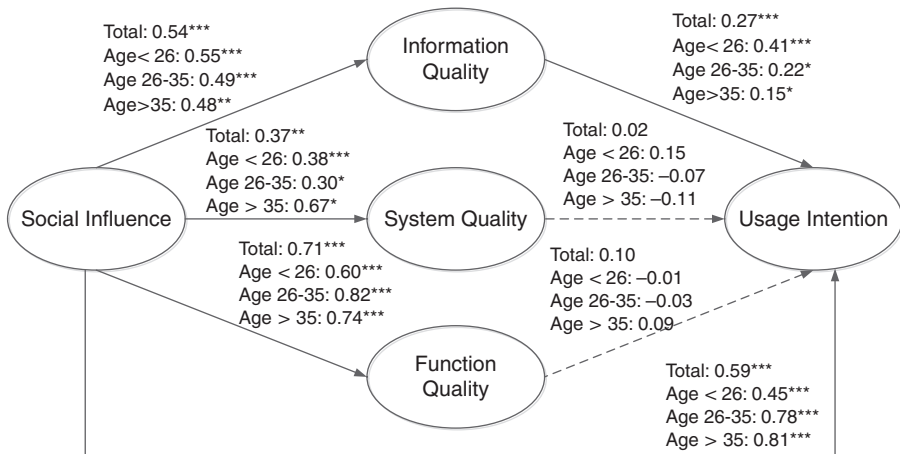 Total: 0.54***
Age< 26: 0.55***
Age 26-35: 0.49***
Age>35: 0.48**
Information
Quality
Total: 0.27***
Age< 26: 0.41***
Age 26-35: 0.22*
Age>35: 0.15*
Total: 0.37**
Age < 26: 0.38***
Age 26-35: 0.30*
Age > 35: 0.67*
Total: 0.02
Age < 26: 0.15
Age 26-35: –0.07
Age > 35: –0.11
Social Influence
System Quality
Usage Intention
Total: 0.71***
Age < 26: 0.60***
Age 26-35: 0.82***
Age > 35: 0.74***
Total: 0.10
Age < 26: –0.01
Age 26-35: –0.03
Age > 35: 0.09
Function
Quality
Total: 0.59***
Age < 26: 0.45***
Age 26-35: 0.78***
Age > 35: 0.81***